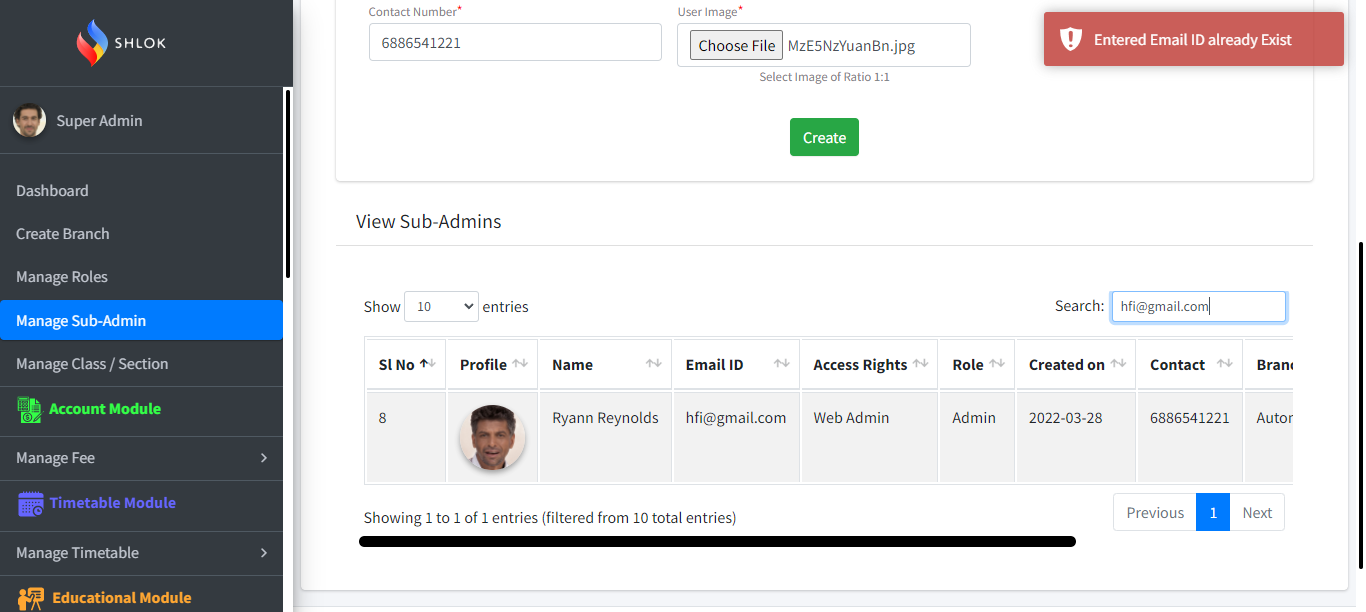 SHLOK
Super Admin
Dashboard
Create Branch
Manage Roles
Manage Sub-Admin
Manage Class / Section
Account Module
Manage Fee
Timetable Module
Manage Timetable
Educational Module
Contact Number*
6886541221
User Image*
Choose File MzE5NzYuanBn.jpg
Select Image of Ratio 1:1
Entered Email ID already Exist
Create
View Sub-Admins
Show 10 entries
Search: hfi@gmail.com
Sl No Profile Name Email ID Access Rights Role Created on Contact Branc
8 Ryann Reynolds hfi@gmail.com Web Admin Admin 2022-03-28 6886541221 Autor
Showing 1 to 1 of 1 entries (filtered from 10 total entries)
Previous 1 Next